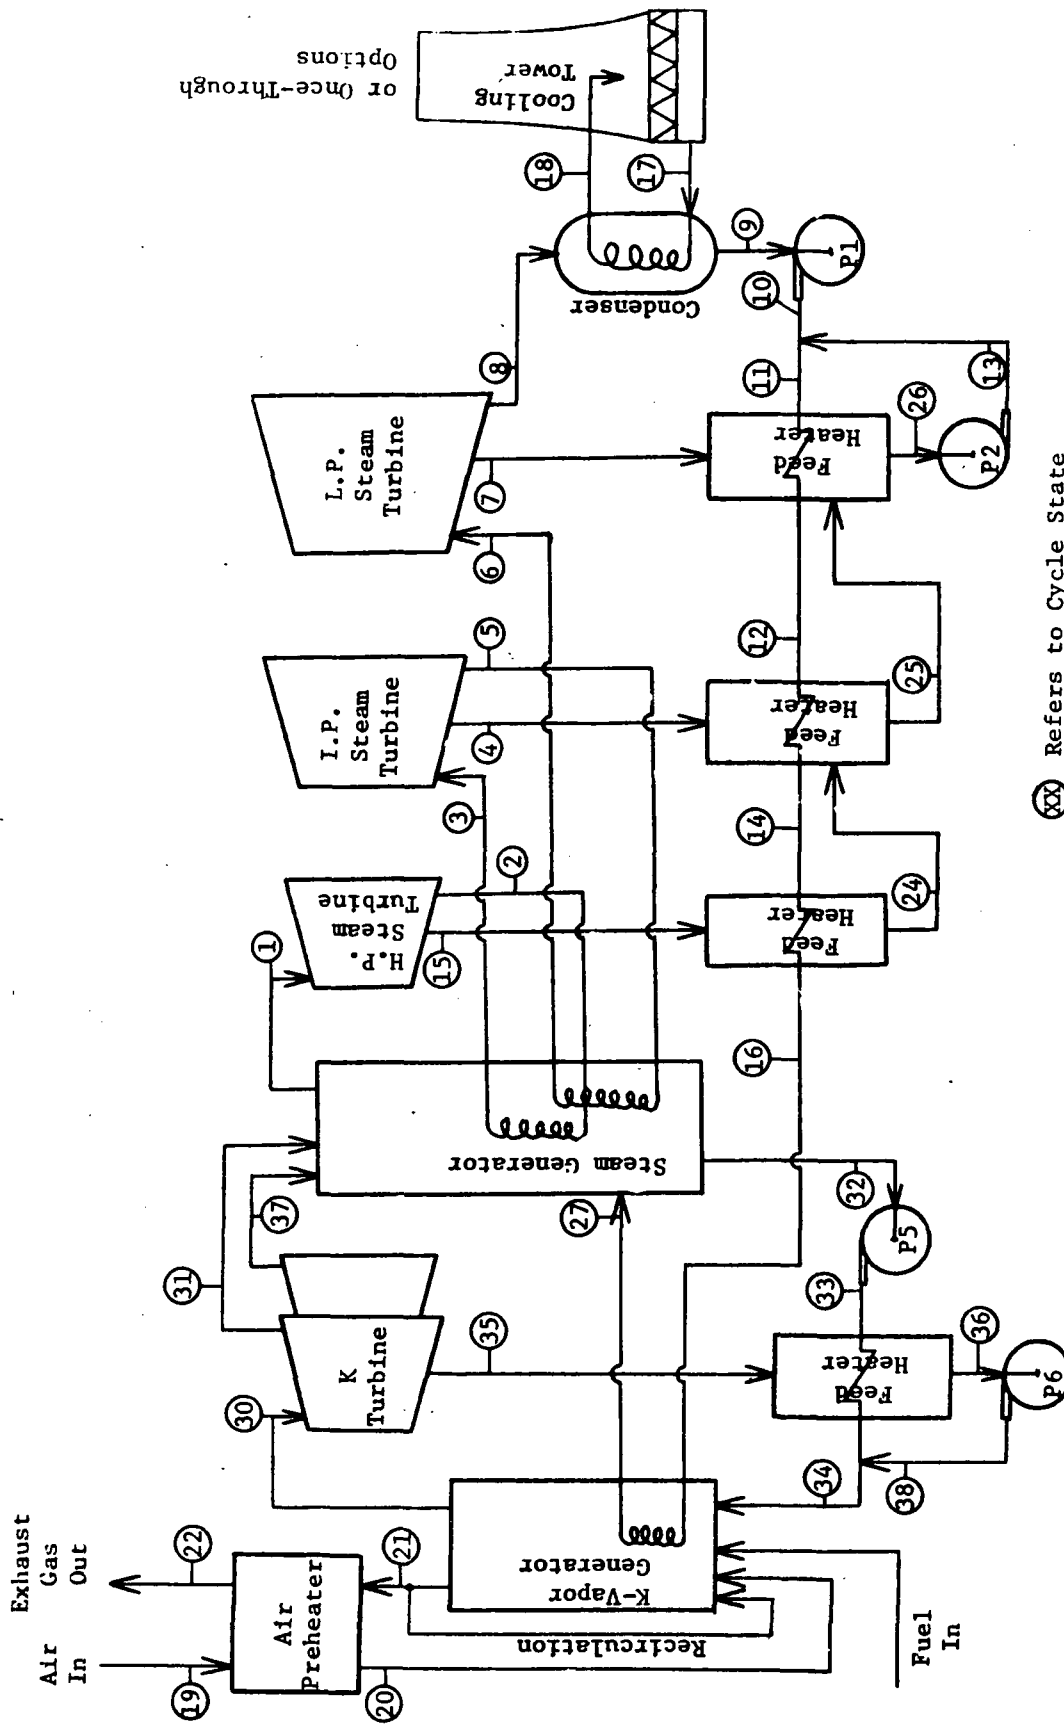 Exhaust
Gas
Out
Air
In
19
22
Air
Preheater
20
21
Recirculation
K-Vapor
Generator
Fuel
In
30
31
37
K
Turbine
35
27
34
38
Feed
Heater
36
P6
33
P5
32
Steam Generator
1
H.P.
Steam
Turbine
15
2
3
I.P.
Steam
Turbine
4
5
6
L.P.
Steam
Turbine
7
8
16
Feed
Heater
24
14
Feed
Heater
25
12
Feed
Heater
26
P2
13
11
10
P1
9
Condenser
18
17
Cooling
Tower
or Once-Through
Options
XX Refers to Cycle State